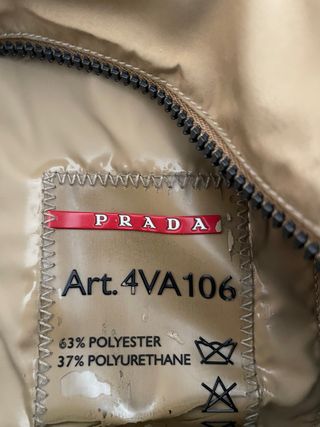 PRADA
Art. 4VA106
63% POLYESTER
37% POLYURETHANE